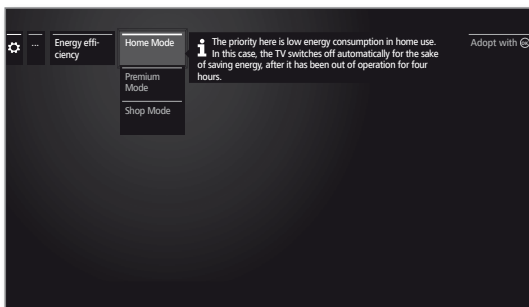 ...
Energy effi-
ciency
Home Mode
Premium
Mode
Shop Mode
i The priority here is low energy consumption in home use.
In this case, the TV switches off automatically for the sake
of saving energy, after it has been out of operation for four
hours.
Adopt with OK